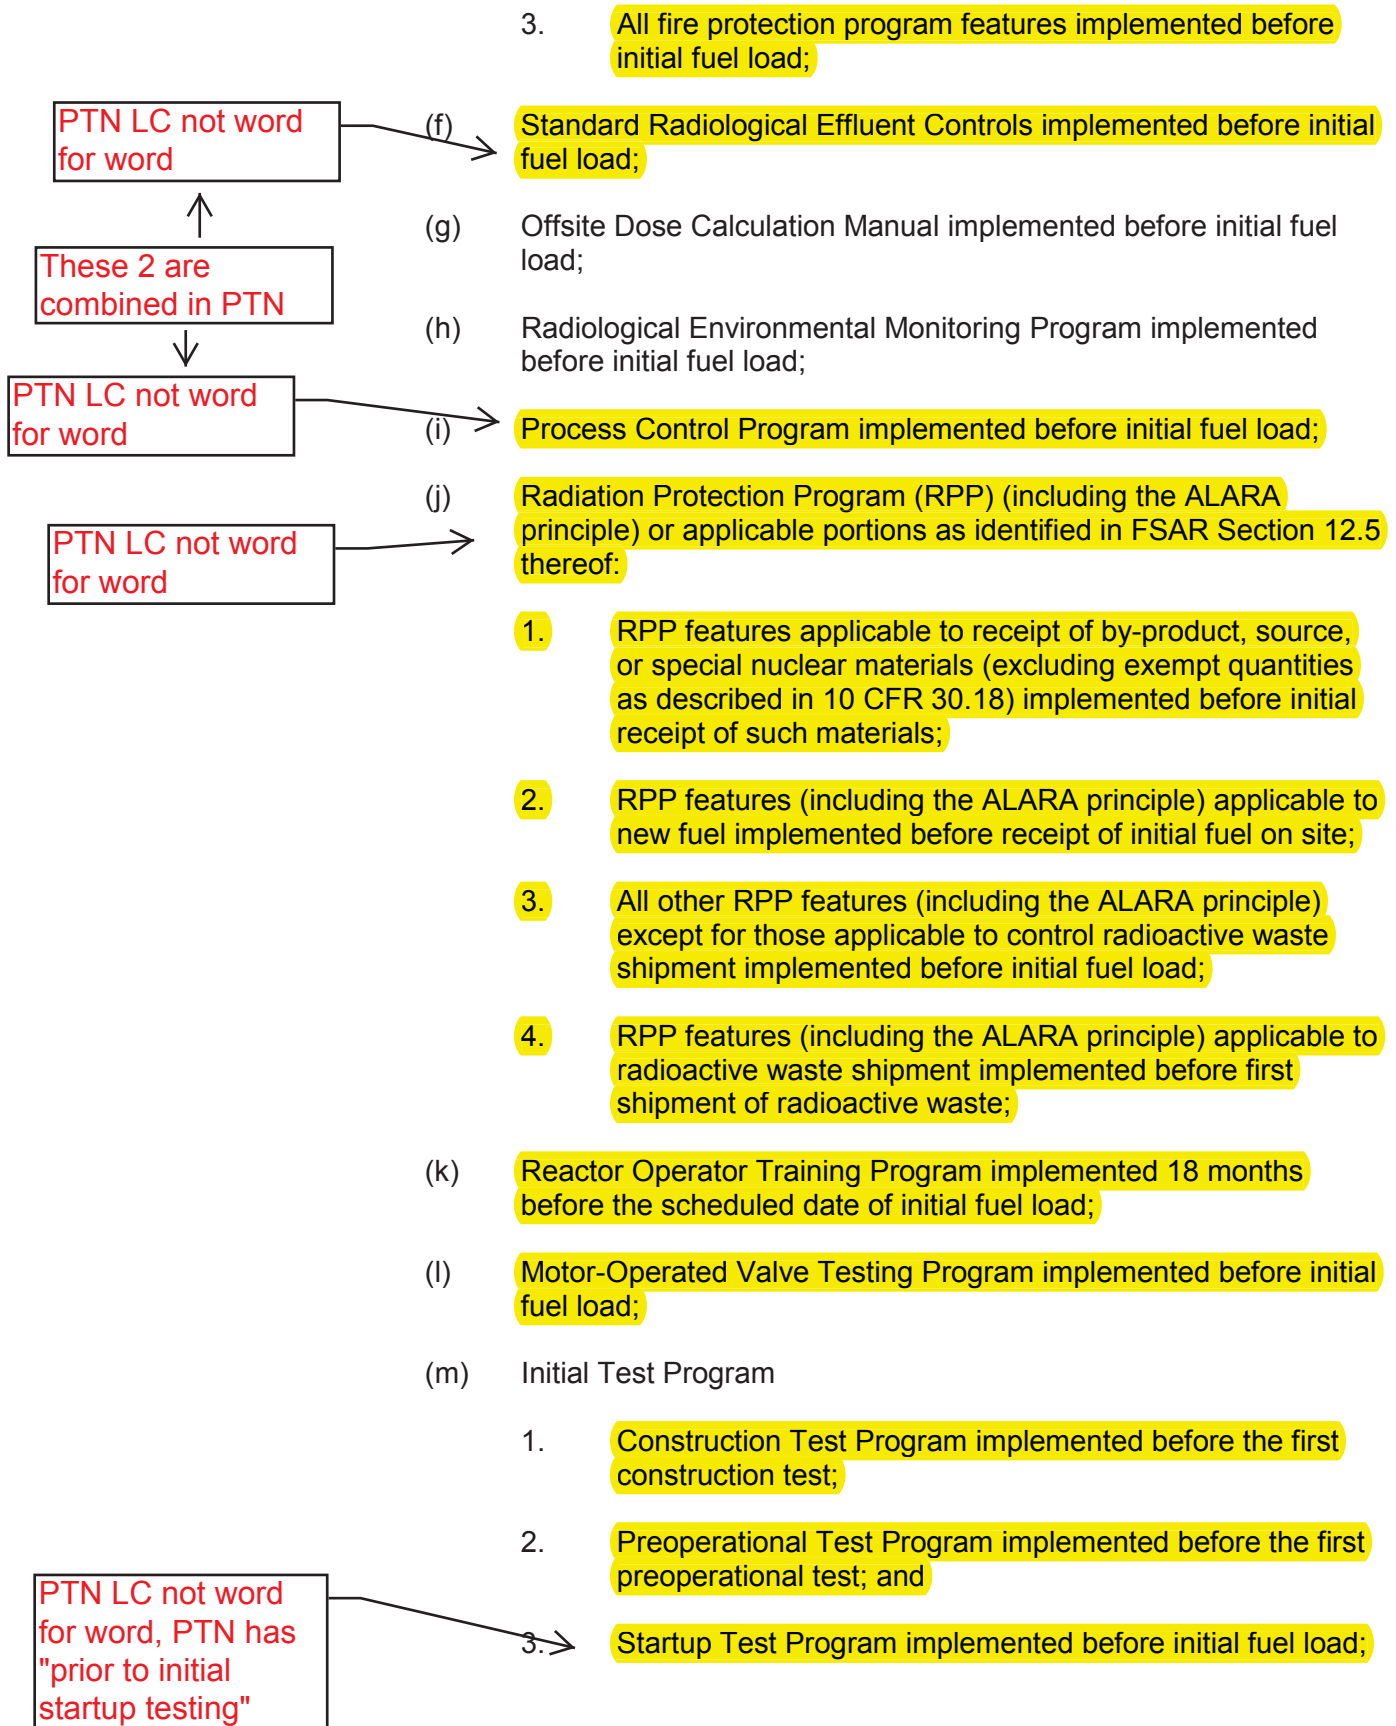 3. All fire protection program features implemented before
initial fuel load;
PTN LC not word
for word
(f) Standard Radiological Effluent Controls implemented before initial
fuel load;
(g) Offsite Dose Calculation Manual implemented before initial fuel
load;
These 2 are
combined in PTN
(h) Radiological Environmental Monitoring Program implemented
before initial fuel load;
PTN LC not word
for word
(i) Process Control Program implemented before initial fuel load;
(j) Radiation Protection Program (RPP) (including the ALARA
principle) or applicable portions as identified in FSAR Section 12.5
thereof:
PTN LC not word
for word
1. RPP features applicable to receipt of by-product, source,
or special nuclear materials (excluding exempt quantities
as described in 10 CFR 30.18) implemented before initial
receipt of such materials;
2. RPP features (including the ALARA principle) applicable to
new fuel implemented before receipt of initial fuel on site;
3. All other RPP features (including the ALARA principle)
except for those applicable to control radioactive waste
shipment implemented before initial fuel load;
4. RPP features (including the ALARA principle) applicable to
radioactive waste shipment implemented before first
shipment of radioactive waste;
(k) Reactor Operator Training Program implemented 18 months
before the scheduled date of initial fuel load;
(l) Motor-Operated Valve Testing Program implemented before initial
fuel load;
(m) Initial Test Program
1. Construction Test Program implemented before the first
construction test;
2. Preoperational Test Program implemented before the first
preoperational test; and
PTN LC not word
for word, PTN has
"prior to initial
startup testing"
3. Startup Test Program implemented before initial fuel load;